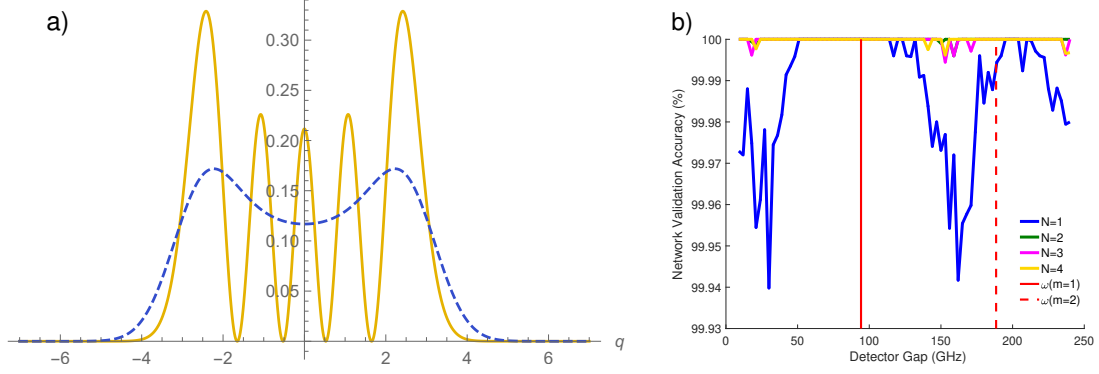 a)
0.30
0.25
0.20
0.15
0.10
0.05
−6
−4
−2
0
2
4
6
q
b)
Network Validation Accuracy (%)
100
99.99
99.98
99.97
99.96
99.95
99.94
99.93
0
50
100
150
200
250
Detector Gap (GHz)
N=1
N=2
N=3
N=4
ω(m=1)
ω(m=2)